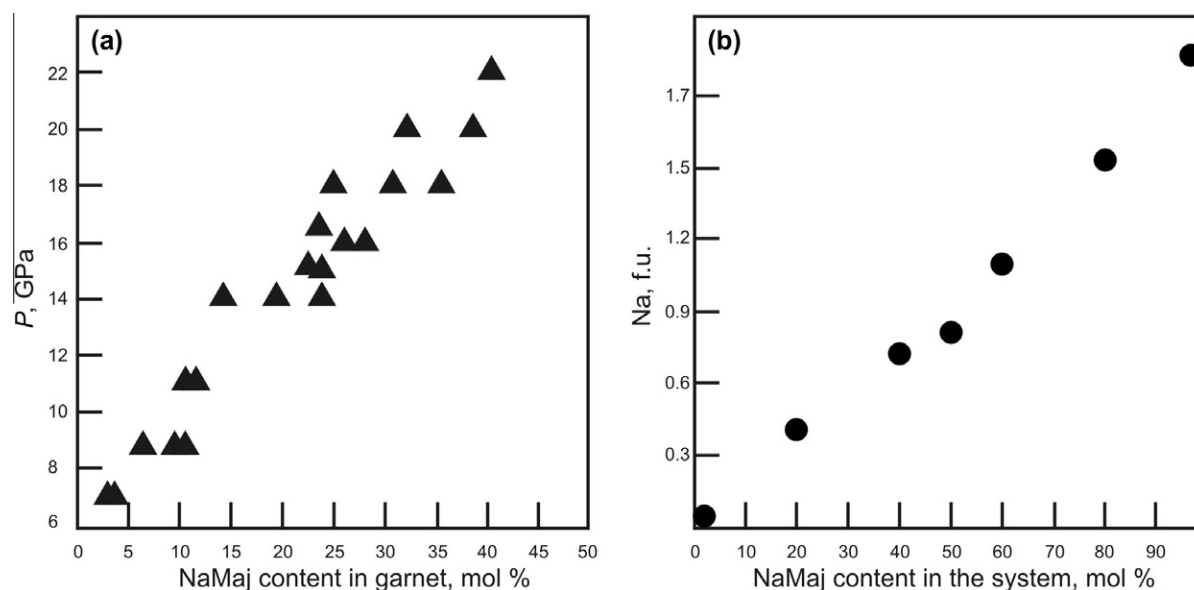 (a)
P, GPa
22
20
18
16
14
12
10
8
6
0 5 10 15 20 25 30 35 40 45 50
NaMaj content in garnet, mol %
(b)
Na, f.u.
1.7
1.5
1.2
0.9
0.6
0.3
0 20 30 40 50 60 70 80 90
NaMaj content in the system, mol %